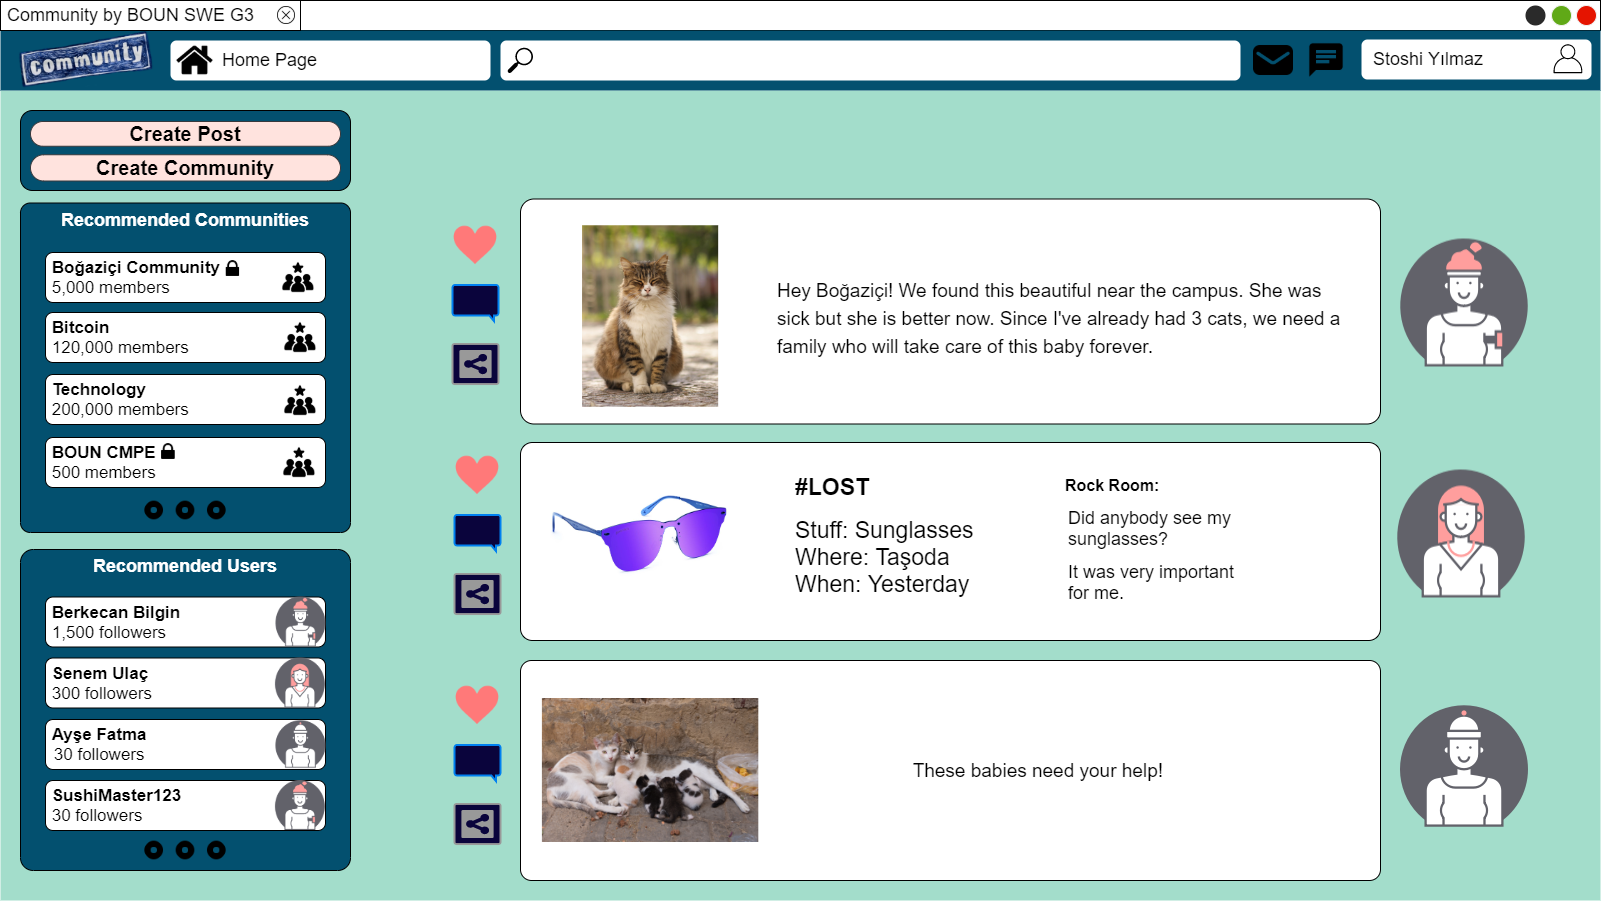 Community by BOUN SWE G3
community
Home Page
Stoshi Yılmaz
Create Post
Create Community
Recommended Communities
Boğaziçi Community
5,000 members
Bitcoin
120,000 members
Technology
200,000 members
BOUN CMPE
500 members
Recommended Users
Berkecan Bilgin
1,500 followers
Senem Ulaç
300 followers
Ayşe Fatma
30 followers
SushiMaster123
30 followers
Hey Boğaziçi! We found this beautiful near the campus. She was
sick but she is better now. Since I've already had 3 cats, we need a
family who will take care of this baby forever.
#LOST
Stuff: Sunglasses
Where: Taşoda
When: Yesterday
Rock Room:
Did anybody see my
sunglasses?
It was very important
for me.
These babies need your help!